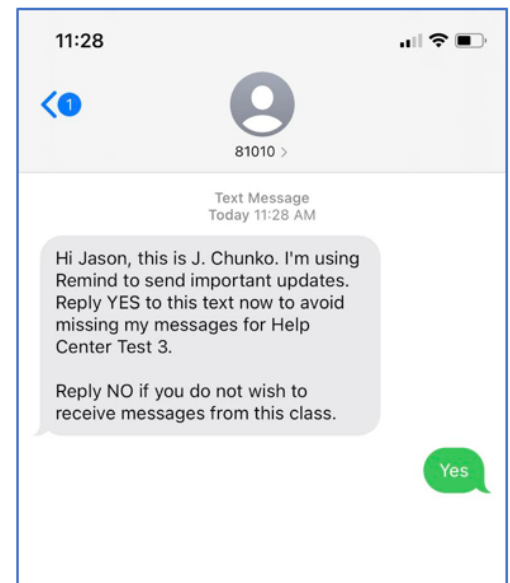 11:28
1
81010 >
Text Message
Today 11:28 AM
Hi Jason, this is J. Chunko. I'm using
Remind to send important updates.
Reply YES to this text now to avoid
missing my messages for Help
Center Test 3.
Reply NO if you do not wish to
receive messages from this class.
Yes